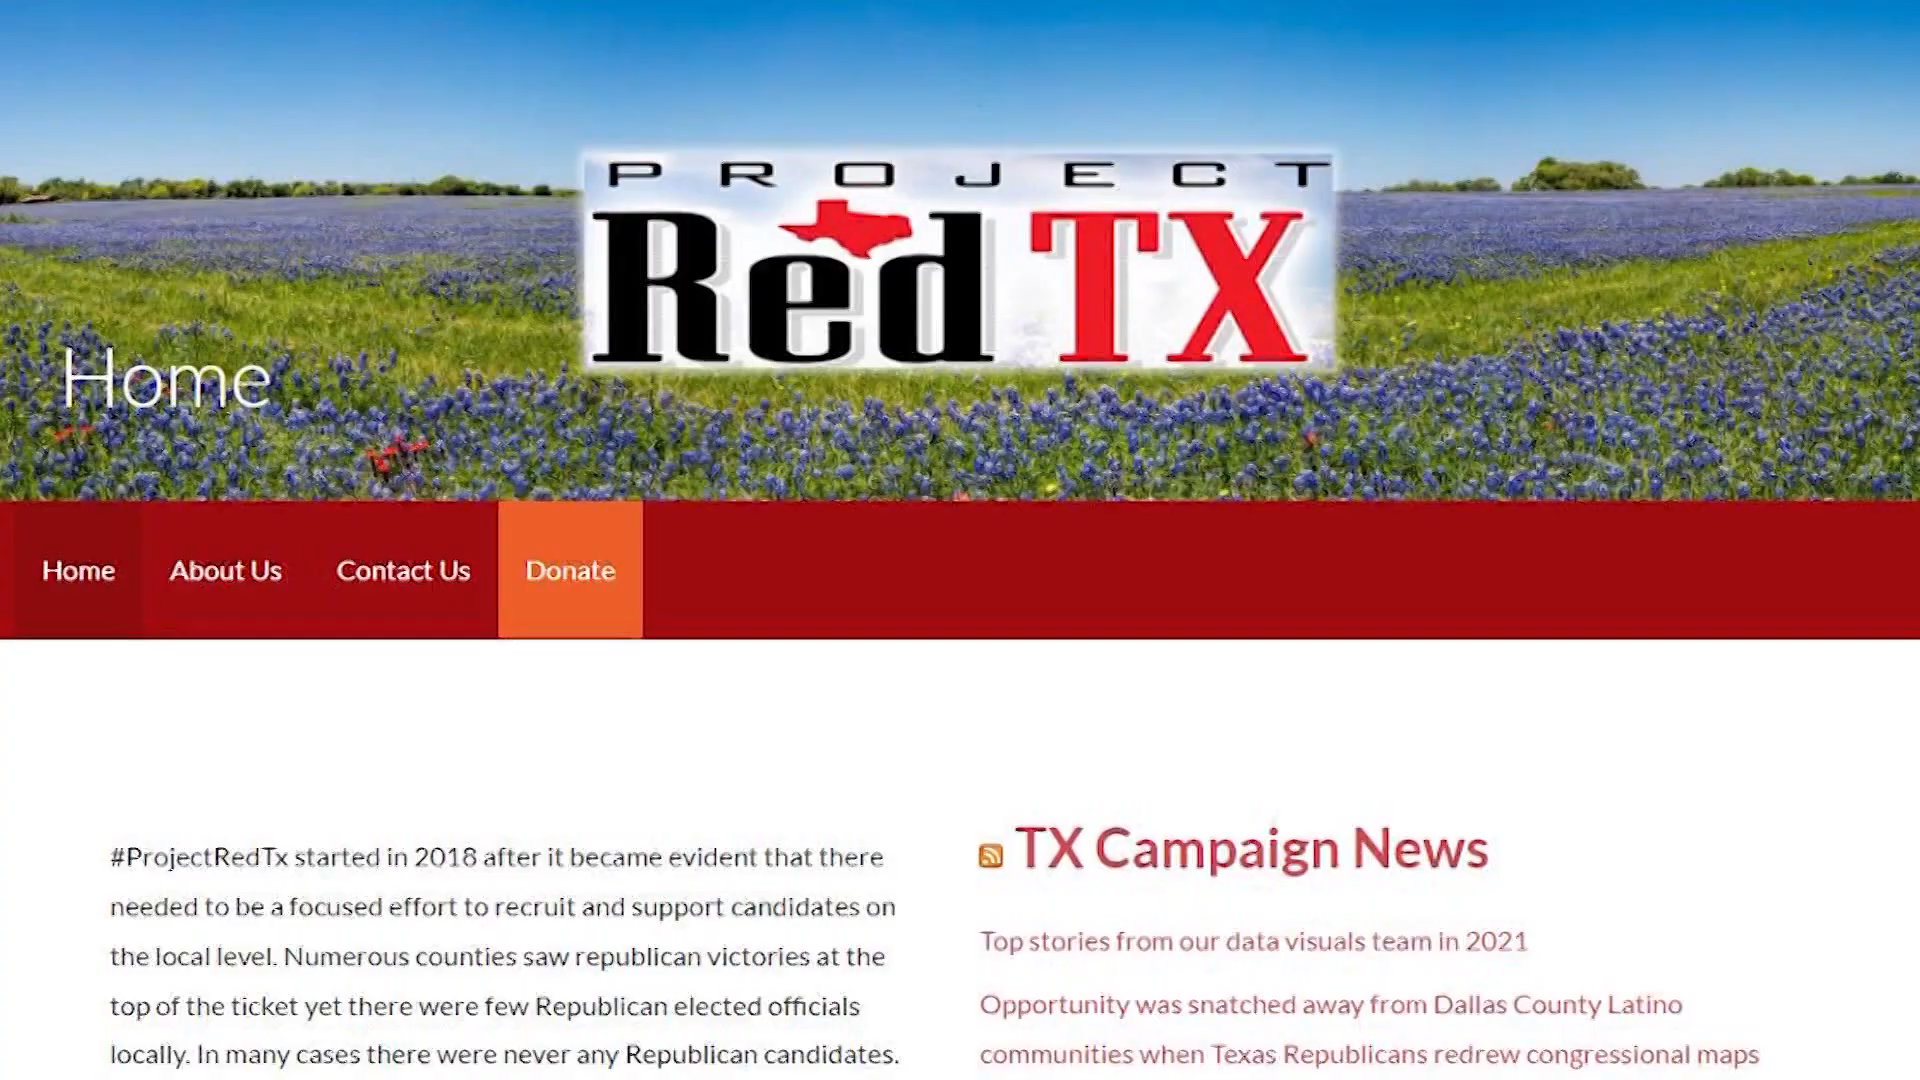 PROJECT
Red TX
Home
Home About Us Contact Us Donate
#ProjectRedTx started in 2018 after it became evident that there
needed to be a focused effort to recruit and support candidates on
the local level. Numerous counties saw republican victories at the
top of the ticket yet there were few Republican elected officials
locally. In many cases there were never any Republican candidates.
TX Campaign News
Top stories from our data visuals team in 2021
Opportunity was snatched away from Dallas County Latino
communities when Texas Republicans redrew congressional maps